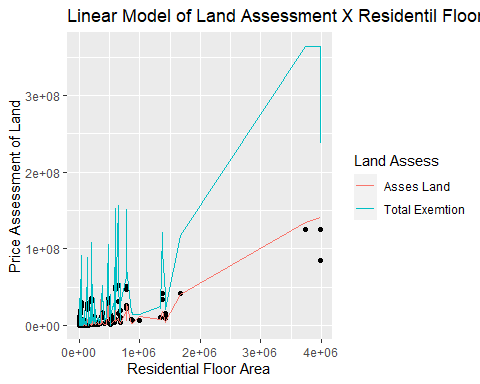 Linear Model of Land Assessment X Residentil Floor
Price Assessment of Land
3e+08
2e+08
1e+08
0e+00
0e+00 1e+06 2e+06 3e+06 4e+06
Residential Floor Area
Land Assess
Asses Land
Total Exemtion